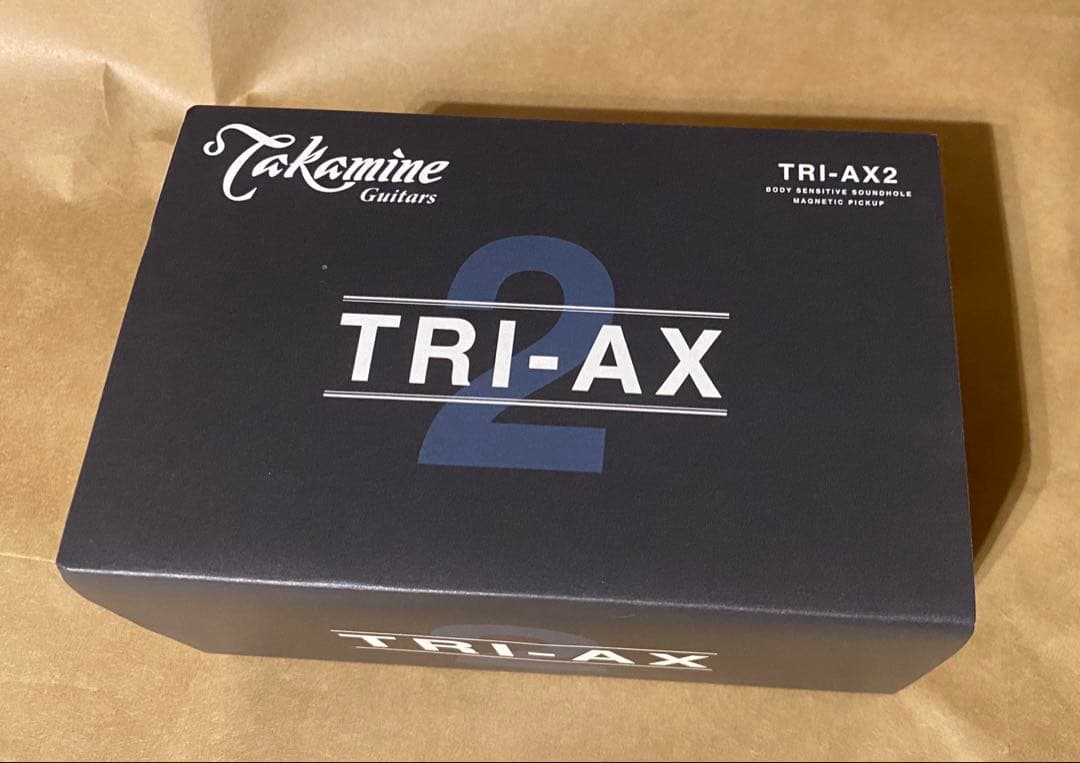 Takamine
Guitars
TRI-AX2
BODY SENSITIVE SOUNDHOLE
MAGNETIC PICKUP
2
TRI-AX
TRI-AX